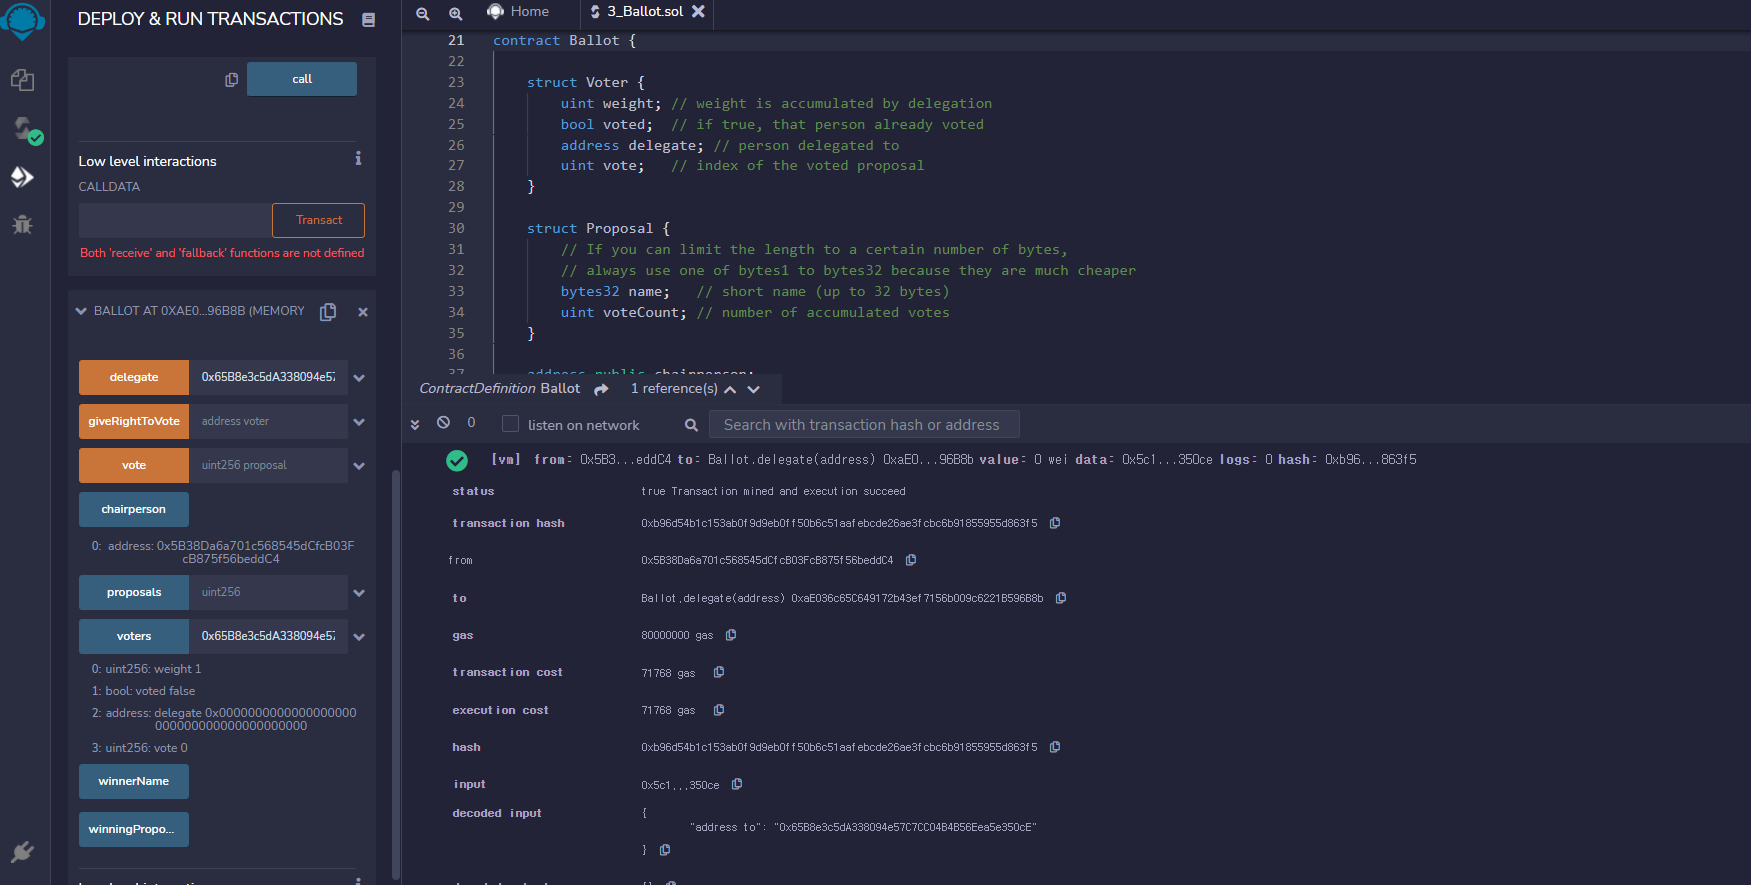 DEPLOY & RUN TRANSACTIONS
call
Low level interactions
i
CALLDATA
Transact
Both 'receive' and 'fallback' functions are not defined
BALLOT AT 0XAE0...96B8B (MEMORY
delegate 0x65B8e3c5dA338094e57
giveRightToVote address voter
vote uint256 proposal
chairperson
0: address: 0x5B38Da6a701c568545dCfcB03F
cB875f56beddC4
proposals uint256
voters 0x65B8e3c5dA338094e57
0: uint256: weight 1
1: bool: voted false
2: address: delegate 0x0000000000000000000
000000000000000000000
3: uint256: vote 0
winnerName
winningPropo...
Home
3_Ballot.sol
21 contract Ballot {
22
23 struct Voter {
24 uint weight; // weight is accumulated by delegation
25 bool voted; // if true, that person already voted
26 address delegate; // person delegated to
27 uint vote; // index of the voted proposal
28 }
29
30 struct Proposal {
31 // If you can limit the length to a certain number of bytes,
32 // always use one of bytes1 to bytes32 because they are much cheaper
33 bytes32 name; // short name (up to 32 bytes)
34 uint voteCount; // number of accumulated votes
35 }
36
37 address public chairperson;
ContractDefinition Ballot 1 reference(s)
0 listen on network Search with transaction hash or address
[vm] from: 0x5B3...eddC4 to: Ballot.delegate(address) 0xaE0...96B8b value: 0 wei data: 0x5c1...350ce logs: 0 hash: 0xb96...863f5
status true Transaction mined and execution succeed
transaction hash 0xb96d54b1c153ab0f9d9eb0ff50b6c51aafebcde26ae3fcbc6b91855955d863f5
from 0x5B38Da6a701c568545dCfcB03FcB875f56beddC4
to Ballot.delegate(address) 0xaE036c65C649172b43ef7156b009c6221B596B8b
gas 80000000 gas
transaction cost 71768 gas
execution cost 71768 gas
hash 0xb96d54b1c153ab0f9d9eb0ff50b6c51aafebcde26ae3fcbc6b91855955d863f5
input 0x5c1...350ce
decoded input {
"address to": "0x65B8e3c5dA338094e57C7CC04B4B56Eea5e350cE"
}